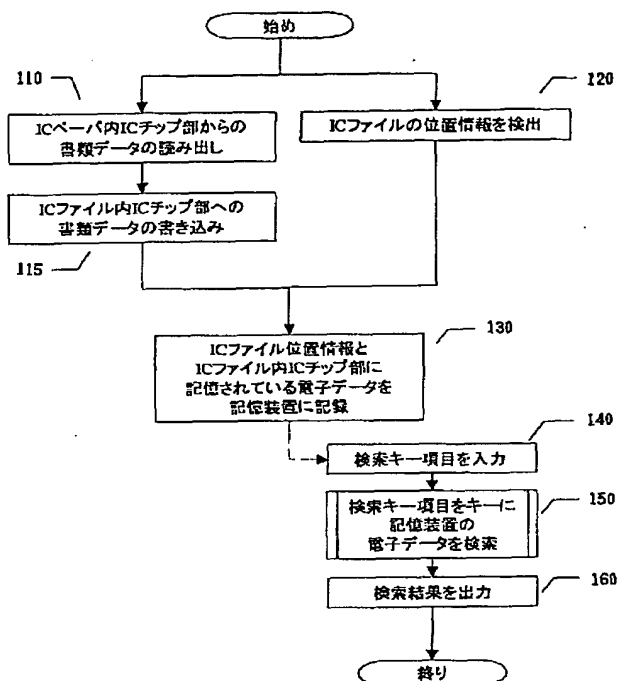 始め
110
ICペーパ内ICチップ部からの
書類データの読み出し
120
ICファイルの位置情報を検出
ICファイル内ICチップ部への
書類データの書き込み
115
130
ICファイル位置情報と
ICファイル内ICチップ部に
記憶されている電子データを
記憶装置に記録
140
検索キー項目を入力
検索キー項目をキーに
記憶装置の
電子データを検索
150
検索結果を出力
160
終り